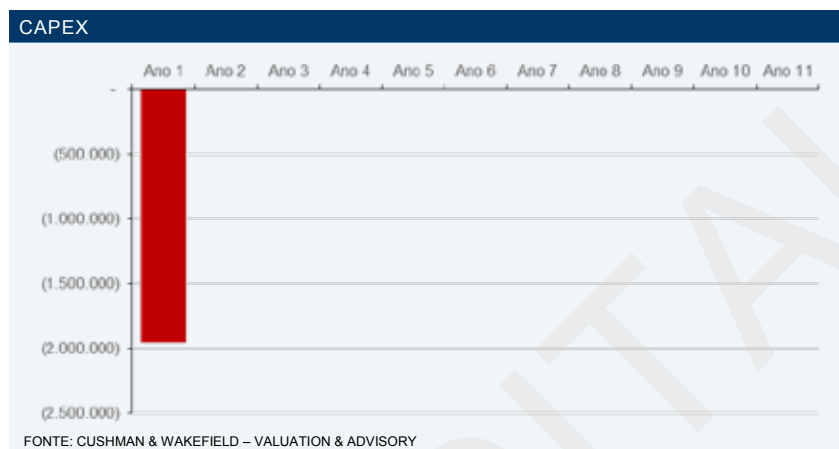 CAPEX
Ano 1 Ano 2 Ano 3 Ano 4 Ano 5 Ano 6 Ano 7 Ano 8 Ano 9 Ano 10 Ano 11
-
(500.000)
(1.000.000)
(1.500.000)
(2.000.000)
(2.500.000)
FONTE: CUSHMAN & WAKEFIELD – VALUATION & ADVISORY
PITAL